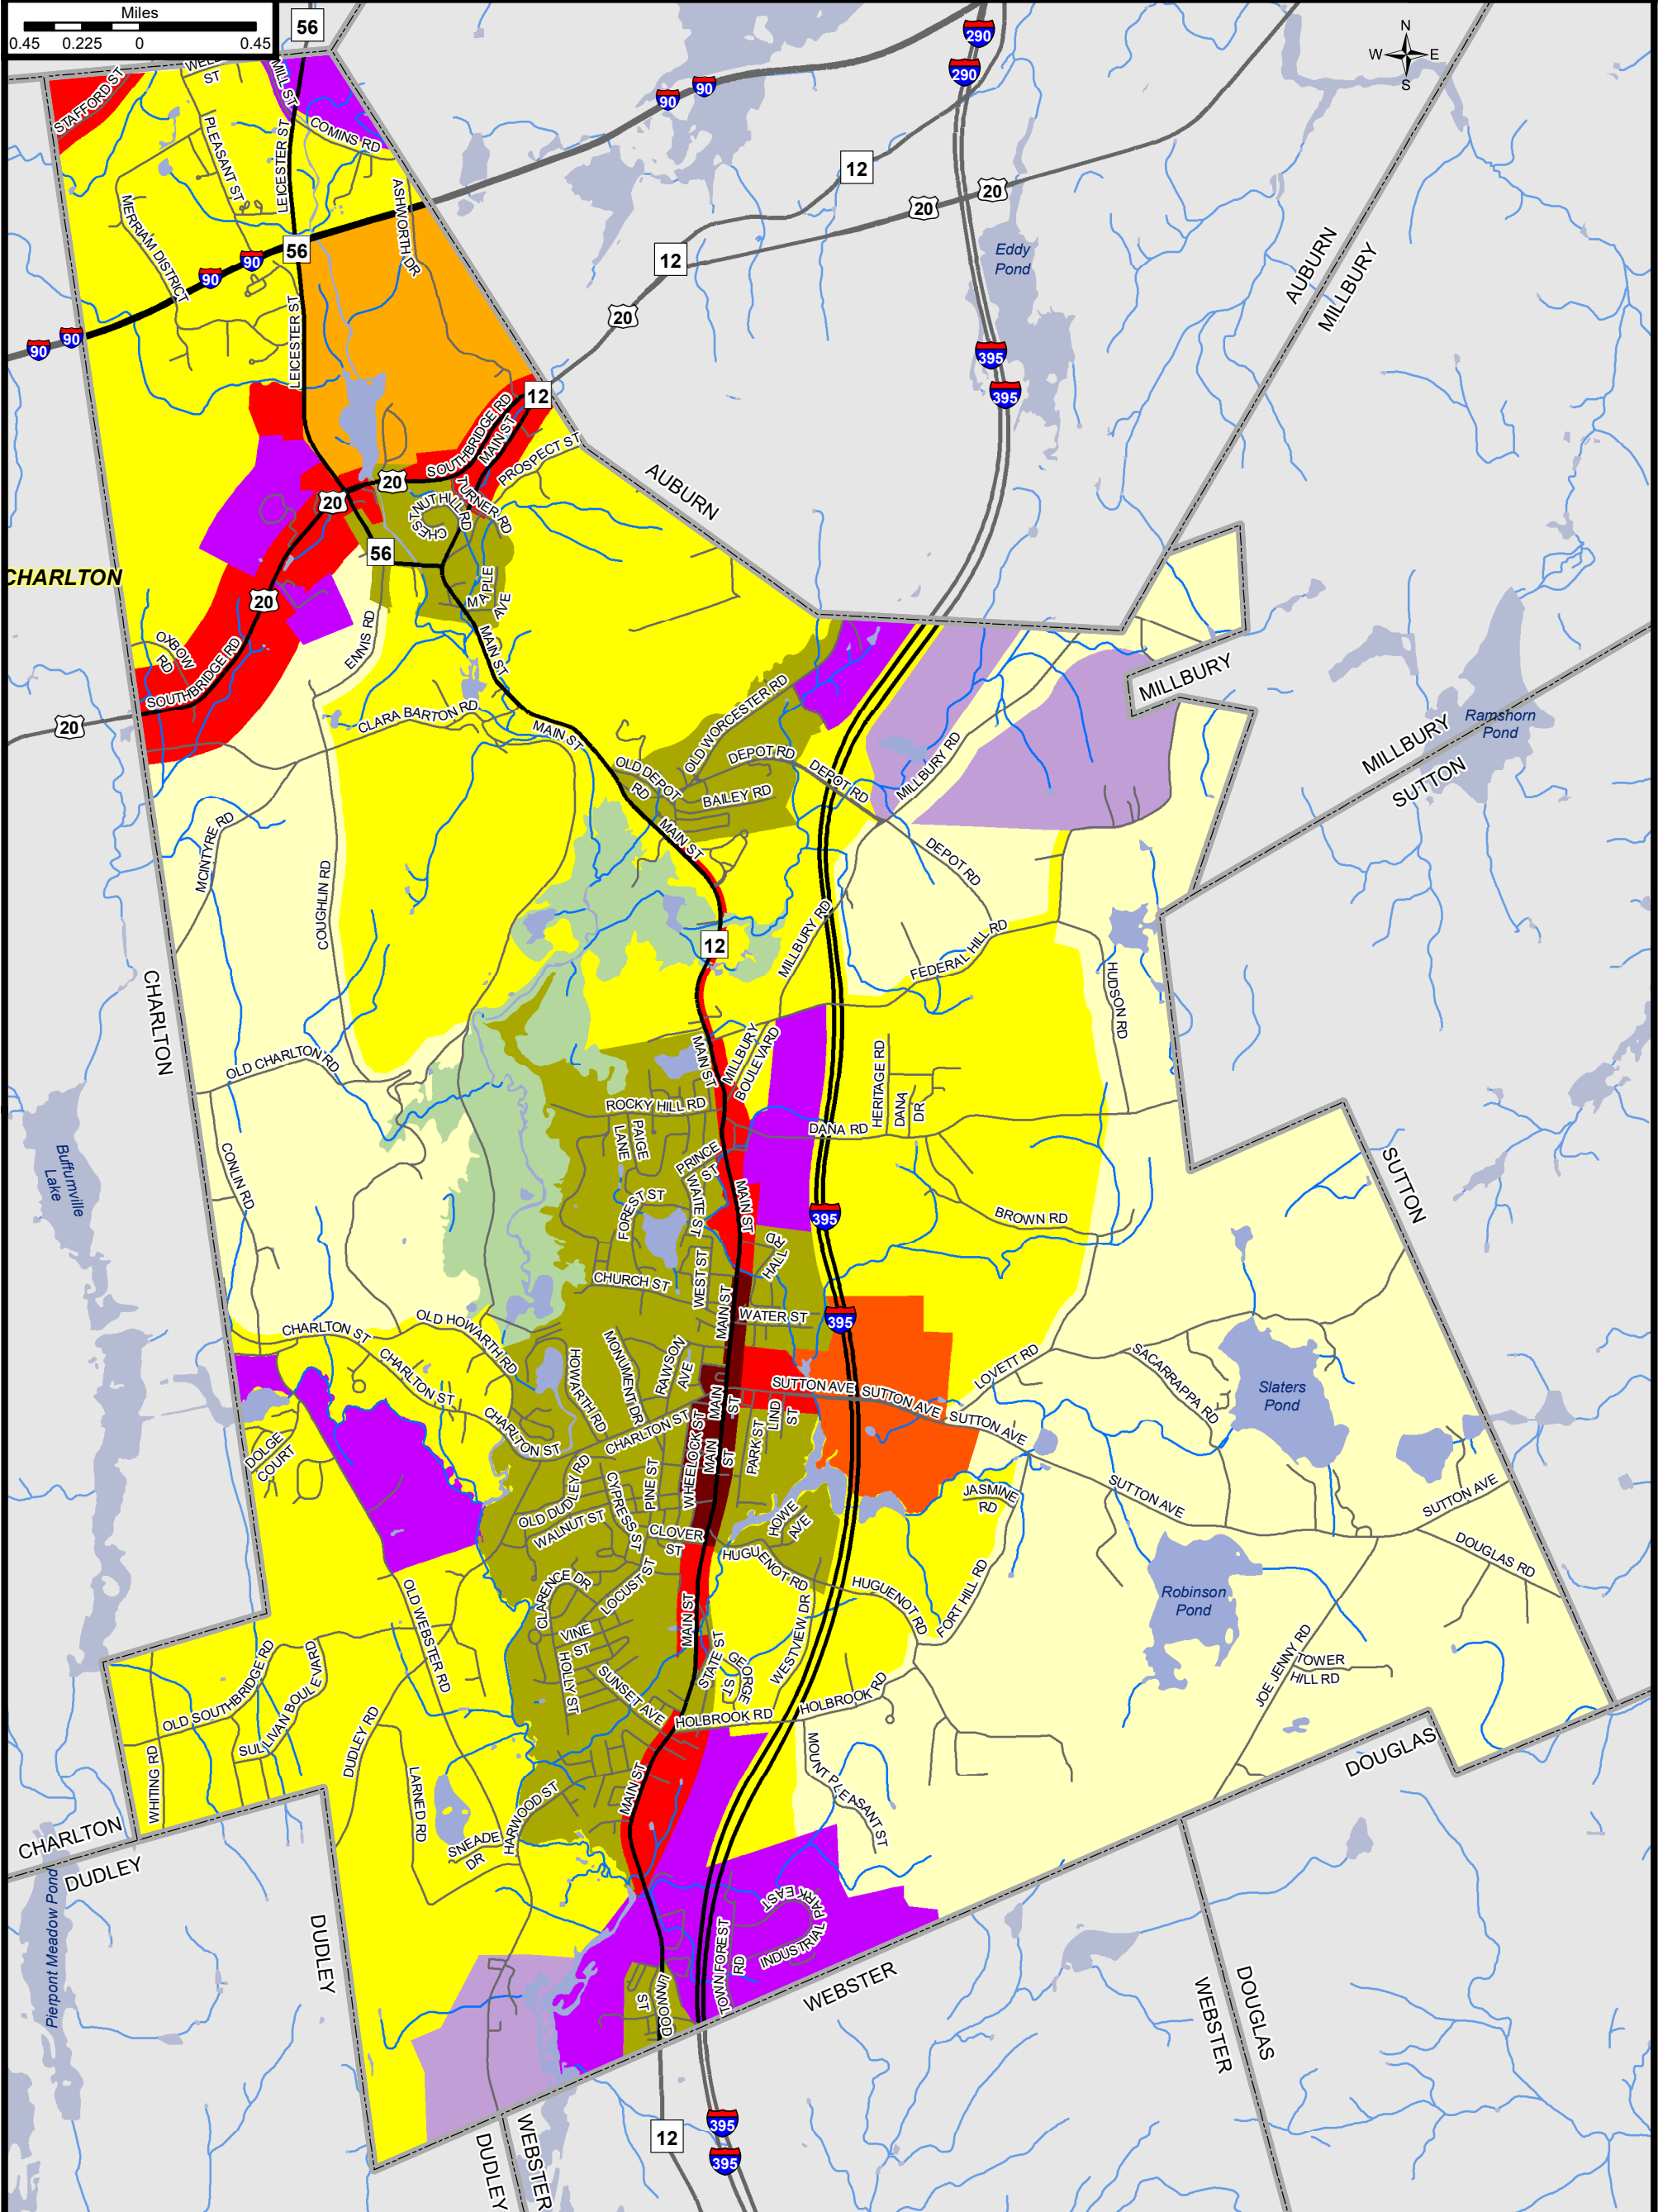 Miles
0.45 0.225 0 0.45
56
290
N
W E
S
290
90
90
WELD
ST
MILL ST
STAFFORD ST
COMINS RD
PLEASANT ST
LEICESTER ST
12
ASHWORTH DR
20
20
MERRIAM DISTRICT
56
90
90
12
Eddy
Pond
AUBURN
MILLBURY
20
LEICESTER ST
90
90
395
395
12
SOUTHBRIDGE RD
MAIN ST
PROSPECT ST
20
20
TURNER RD
CHESTNUT HILL RD
AUBURN
56
CHARLTON
MAPLE
AVE
20
ENNIS RD
OXBOW
RD
MAIN ST
SOUTHBRIDGE RD
MILLBURY
20
CLARA BARTON RD
OLD WORCESTER RD
MAIN ST
DEPOT RD
DEPOT RD
OLD DEPOT
RD
BAILEY RD
MILLBURY RD
Ramshorn
Pond
MILLBURY
SUTTON
MCINTYRE RD
MAIN ST
DEPOT RD
COUGHLIN RD
12
MILLBURY RD
FEDERAL HILL RD
HUDSON RD
CHARLTON
MAIN ST
MILLBURY
BOULEVARD
OLD CHARLTON RD
HERITAGE RD
DANA
DR
ROCKY HILL RD
DANA RD
PAIGE
LANE
PRINCE
ST
CONLIN RD
Buffumville
Lake
SUTTON
FOREST ST
WAITE ST
MAIN ST
395
BROWN RD
HALL
RD
WEST ST
CHURCH ST
MAIN ST
WATER ST
395
CHARLTON ST
OLD HOWARTH RD
CHARLTON ST
HOWORTH RD
MONUMENT DR
RAWSON
AVE
LOVETT RD
SACARRAPPA RD
Slaters
Pond
SUTTON AVE
SUTTON AVE
SUTTON AVE
MAIN
ST
LIND
ST
CHARLTON ST
CHARLTON ST
WHEELOCK ST
MAIN
ST
PARK ST
DOLGE
COURT
OLD DUDLEY RD
CYPRESS ST
PINE ST
WALNUT ST
JASMINE
RD
SUTTON AVE
SUTTON AVE
HOWE
AVE
CLOVER
ST
HUGUENOT RD
DOUGLAS RD
CLARENCE DR
LOCUST ST
HUGUENOT RD
FORT HILL RD
Robinson
Pond
OLD WEBSTER RD
MAIN ST
WESTVIEW DR
VINE
ST
STATE ST
GEORGE
ST
JOE JENNY RD
TOWER
HILL RD
OLD SOUTHBRIDGE RD
SULLIVAN BOULEVARD
HOLLY ST
SUNSET AVE
HOLBROOK RD
HOLBROOK RD
WHITING RD
DUDLEY RD
LARNED RD
MAIN ST
MOUNT PLEASANT ST
DOUGLAS
HARWOOD ST
SNEADE
DR
CHARLTON
DUDLEY
Pierpont Meadow Pond
DUDLEY
INDUSTRIAL PARK EAST
TOWN FOREST
RD
LINWOOD
ST
WEBSTER
WEBSTER
DOUGLAS
395
12
395
DUDLEY
WEBSTER